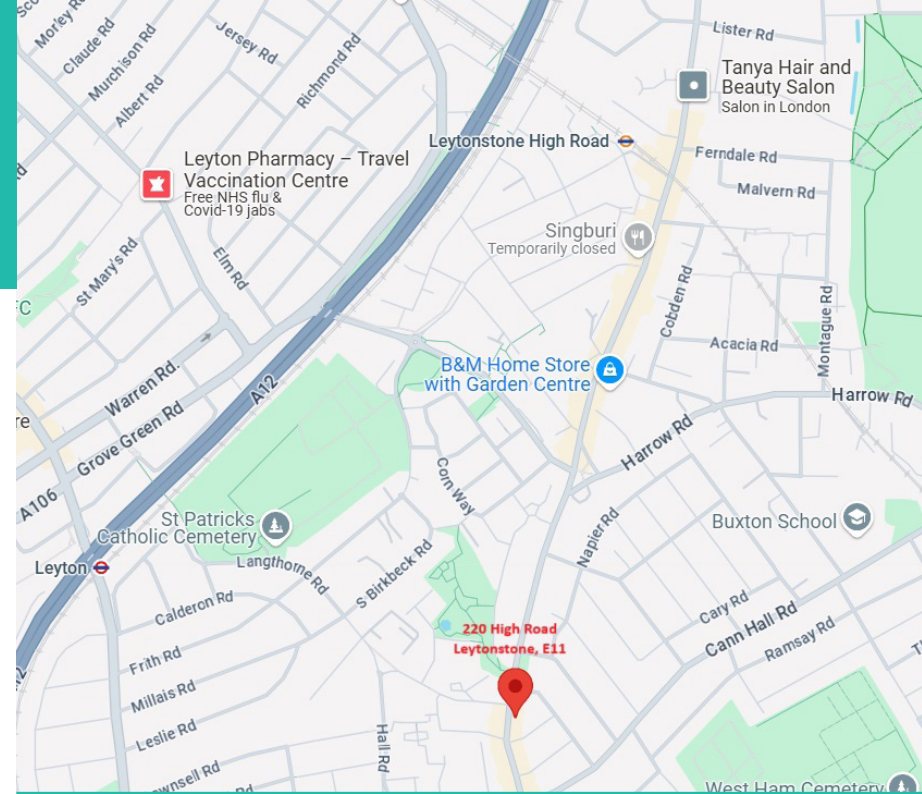 Morley Rd
Claude Rd
Murchison Rd
Albert Rd
Jersey Rd
Richmond Rd
Lister Rd
Tanya Hair and
Beauty Salon
Salon in London
Leytonstone High Road
Ferndale Rd
Malvern Rd
Leyton Pharmacy – Travel
Vaccination Centre
Free NHS flu &
Covid-19 jabs
Singburi
Temporarily closed
St Mary's Rd
Elm Rd
FC
Cobden Rd
Montague Rd
Acacia Rd
B&M Home Store
with Garden Centre
Harrow Rd
Warren Rd.
A12
Grove Green Rd
A106
Harrow Rd
Corn Way
St Patricks
Catholic Cemetery
Napier Rd
Buxton School
Leyton
Langthorne Rd
S Birkbeck Rd
Calderon Rd
Cary Rd
Cann Hall Rd
Ramsay Rd
220 High Road
Leytonstone, E11
Frith Rd
Millais Rd
Leslie Rd
Hall Rd
West Ham Cemetery